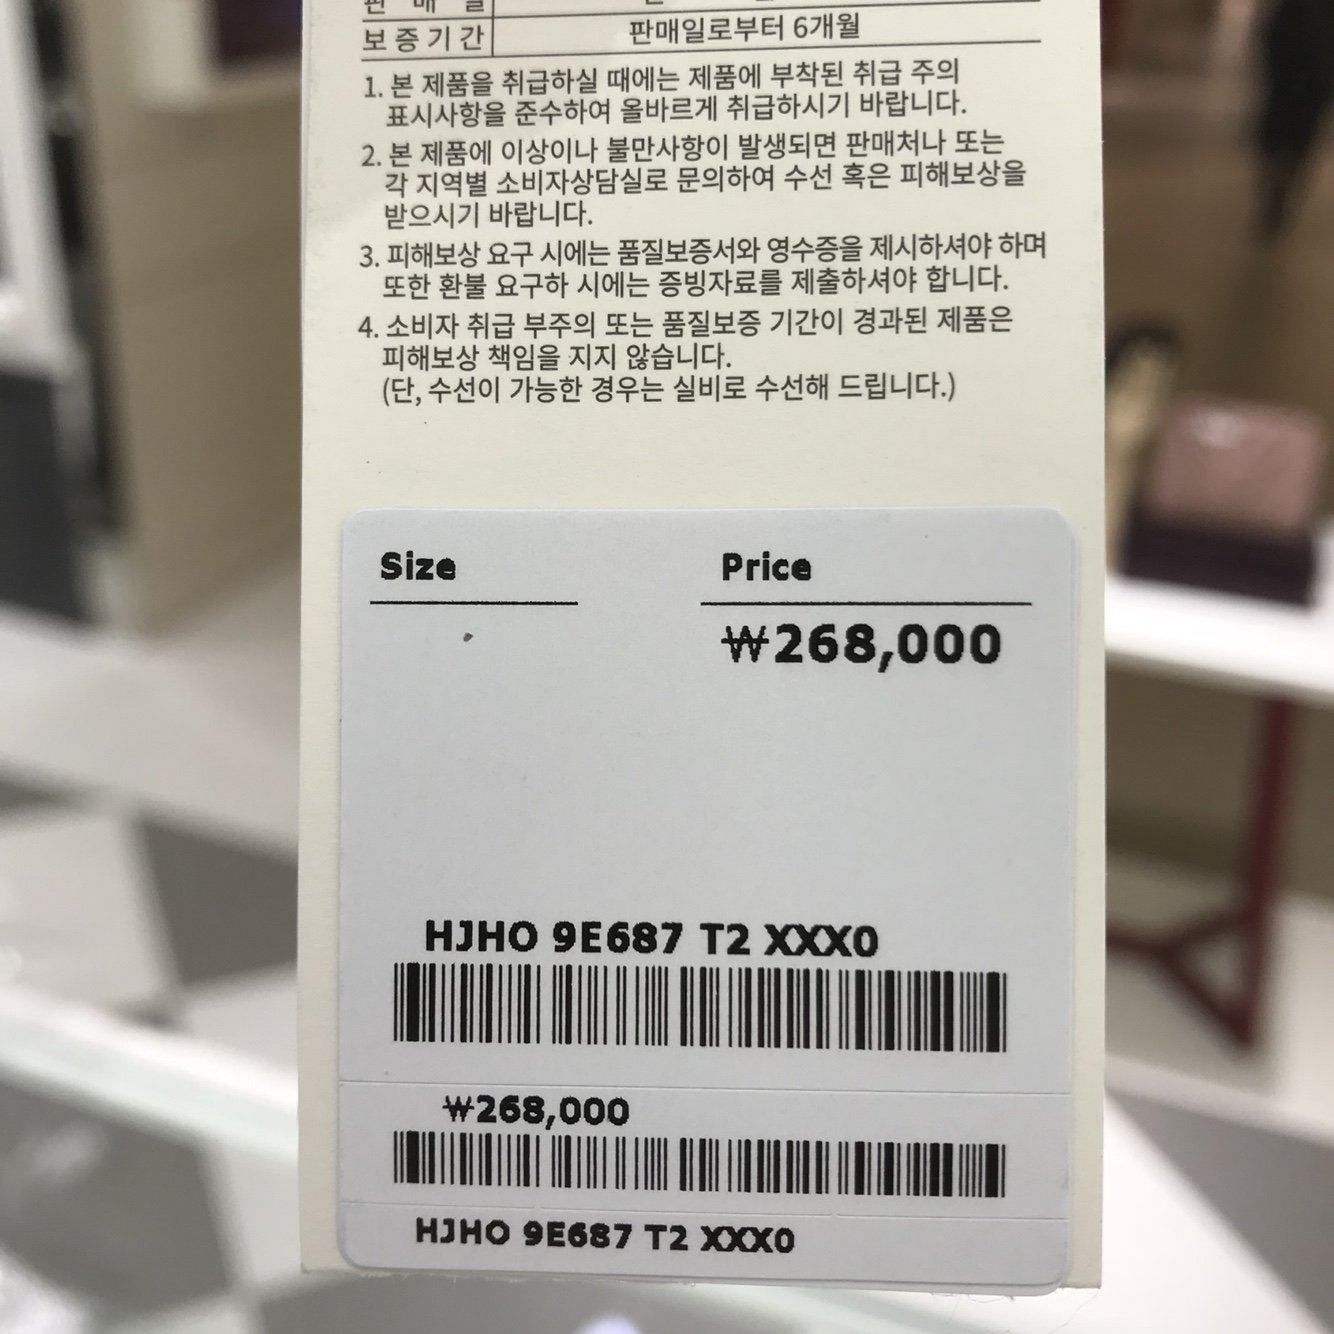 판 매 일
보 증 기 간
판매일로부터 6개월
1. 본 제품을 취급하실 때에는 제품에 부착된 취급 주의
표시사항을 준수하여 올바르게 취급하시기 바랍니다.
2. 본 제품에 이상이나 불만사항이 발생되면 판매처나 또는
각 지역별 소비자상담실로 문의하여 수선 혹은 피해보상을
받으시기 바랍니다.
3. 피해보상 요구 시에는 품질보증서와 영수증을 제시하셔야 하며
또한 환불 요구하 시에는 증빙자료를 제출하셔야 합니다.
4. 소비자 취급 부주의 또는 품질보증 기간이 경과된 제품은
피해보상 책임을 지지 않습니다.
(단, 수선이 가능한 경우는 실비로 수선해 드립니다.)
Size Price
₩268,000
HJHO 9E687 T2 XXX0
₩268,000
HJHO 9E687 T2 XXX0